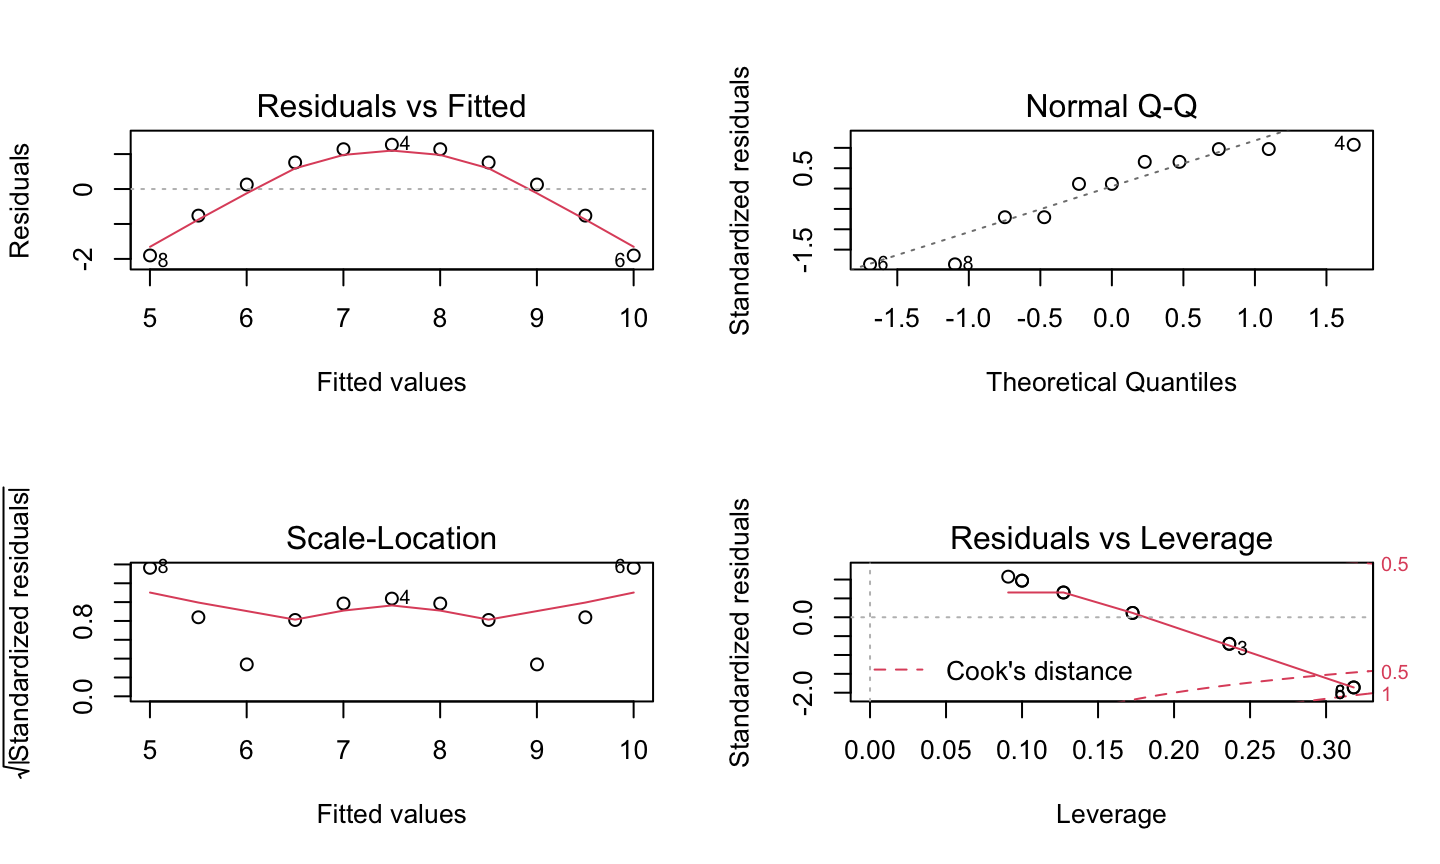 Residuals vs Fitted
Residuals
0
-2
4
8
6
5 6 7 8 9 10
Fitted values
Normal Q-Q
Standardized residuals
0.5
-1.5
4
6
8
-1.5 -1.0 -0.5 0.0 0.5 1.0 1.5
Theoretical Quantiles
Scale-Location
√|Standardized residuals|
0.8
0.0
8
4
6
5 6 7 8 9 10
Fitted values
Residuals vs Leverage
Standardized residuals
0.0
-2.0
0.5
3
0.5
1
Cook's distance
0.00 0.05 0.10 0.15 0.20 0.25 0.30
Leverage